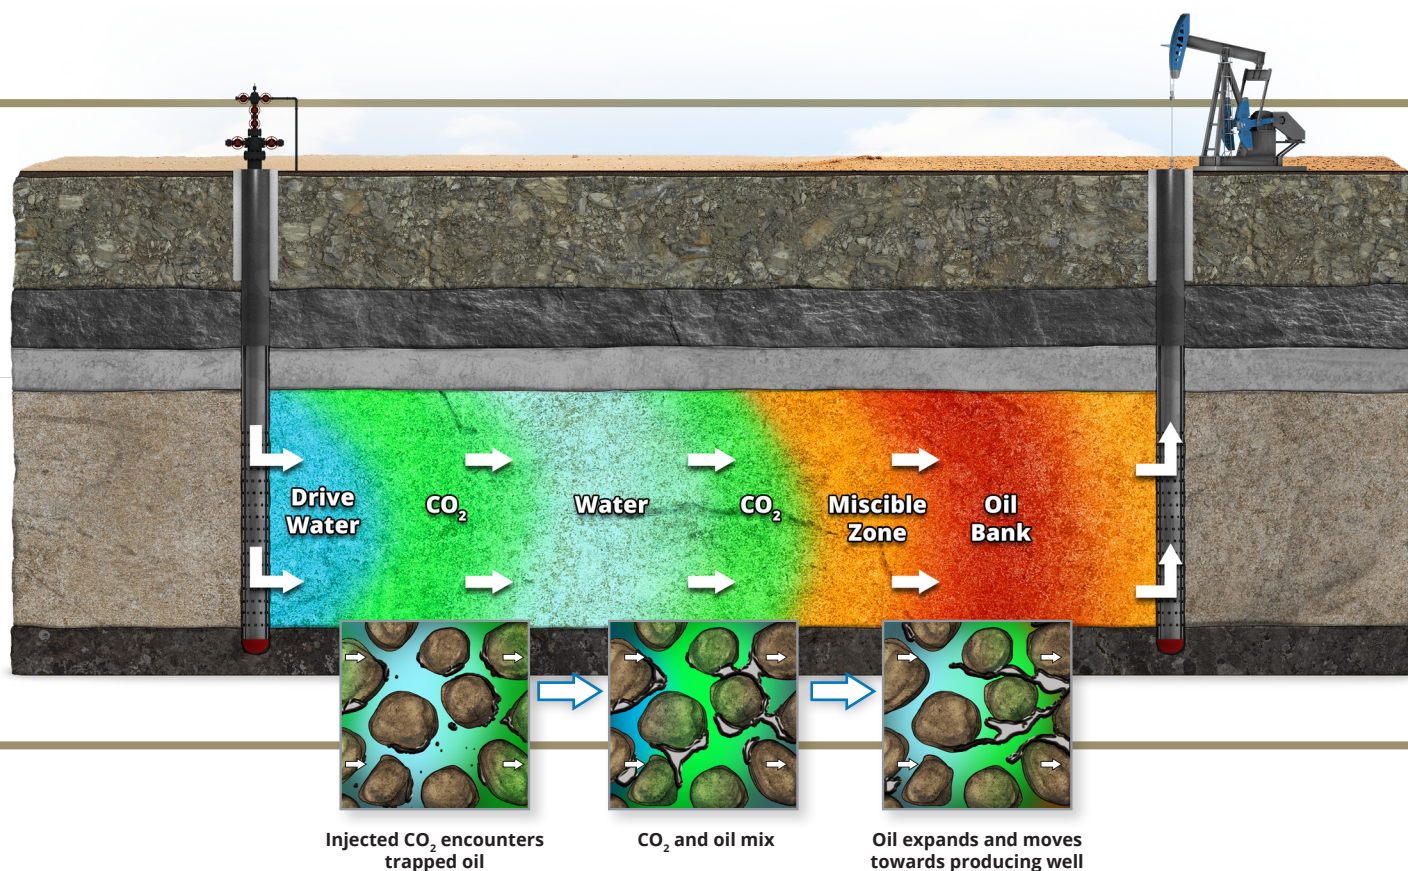 Drive
Water
CO₂
Water
CO₂
Miscible
Zone
Oil
Bank
Injected CO₂ encounters
trapped oil
CO₂ and oil mix
Oil expands and moves
towards producing well